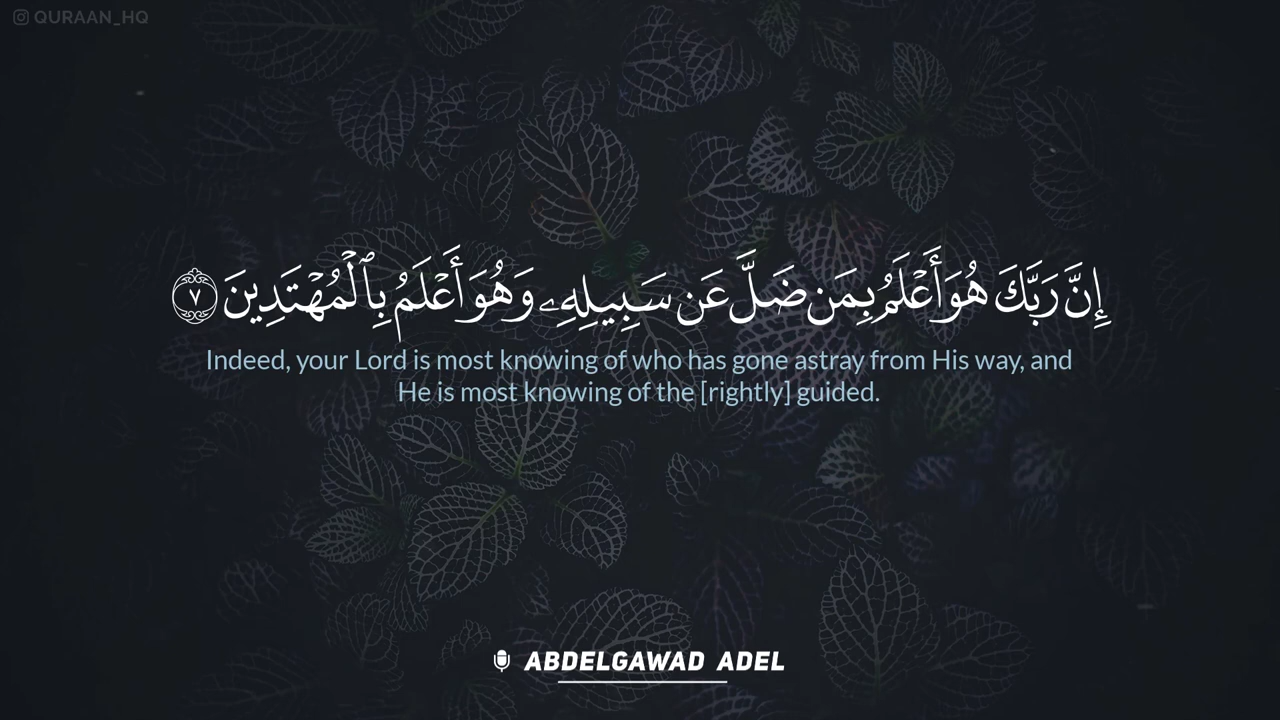 QURAAN_HQ
إِنَّ رَبَّكَ هُوَ أَعْلَمُ بِمَن ضَلَّ عَن سَبِيلِهِۦ وَهُوَ أَعْلَمُ بِٱلْمُهْتَدِينَ ٧
Indeed, your Lord is most knowing of who has gone astray from His way, and
He is most knowing of the [rightly] guided.
ABDELGAWAD ADEL